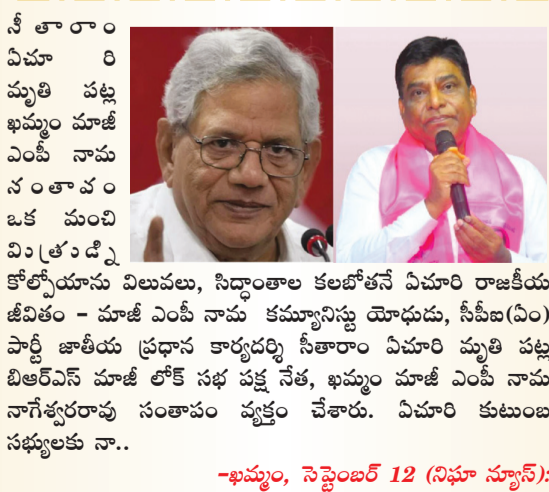 సీ తా రా ం
ఏచూ రి
మృతి పట్ల
ఖమ్మం మాజీ
ఎంపీ నామ
సం తా పం
ఒక మంచి
మిత్రుడ్ని
కోల్పోయాను విలువలు, సిద్ధాంతాల కలబోతనే ఏచూరి రాజకీయ
జీవితం - మాజీ ఎంపీ నామ కమ్యూనిస్టు యోధుడు, సీపీఐ(ఏం)
పార్టీ జాతీయ ప్రధాన కార్యదర్శి సీతారాం ఏచూరి మృతి పట్ల
బిఆర్ఎస్ మాజీ లోక్ సభ పక్ష నేత, ఖమ్మం మాజీ ఎంపీ నామ
నాగేశ్వరరావు సంతాపం వ్యక్తం చేశారు. ఏచూరి కుటుంబ
సభ్యులకు నా..
-ఖమ్మం, సెప్టెంబర్ 12 (నిఘా న్యూస్):